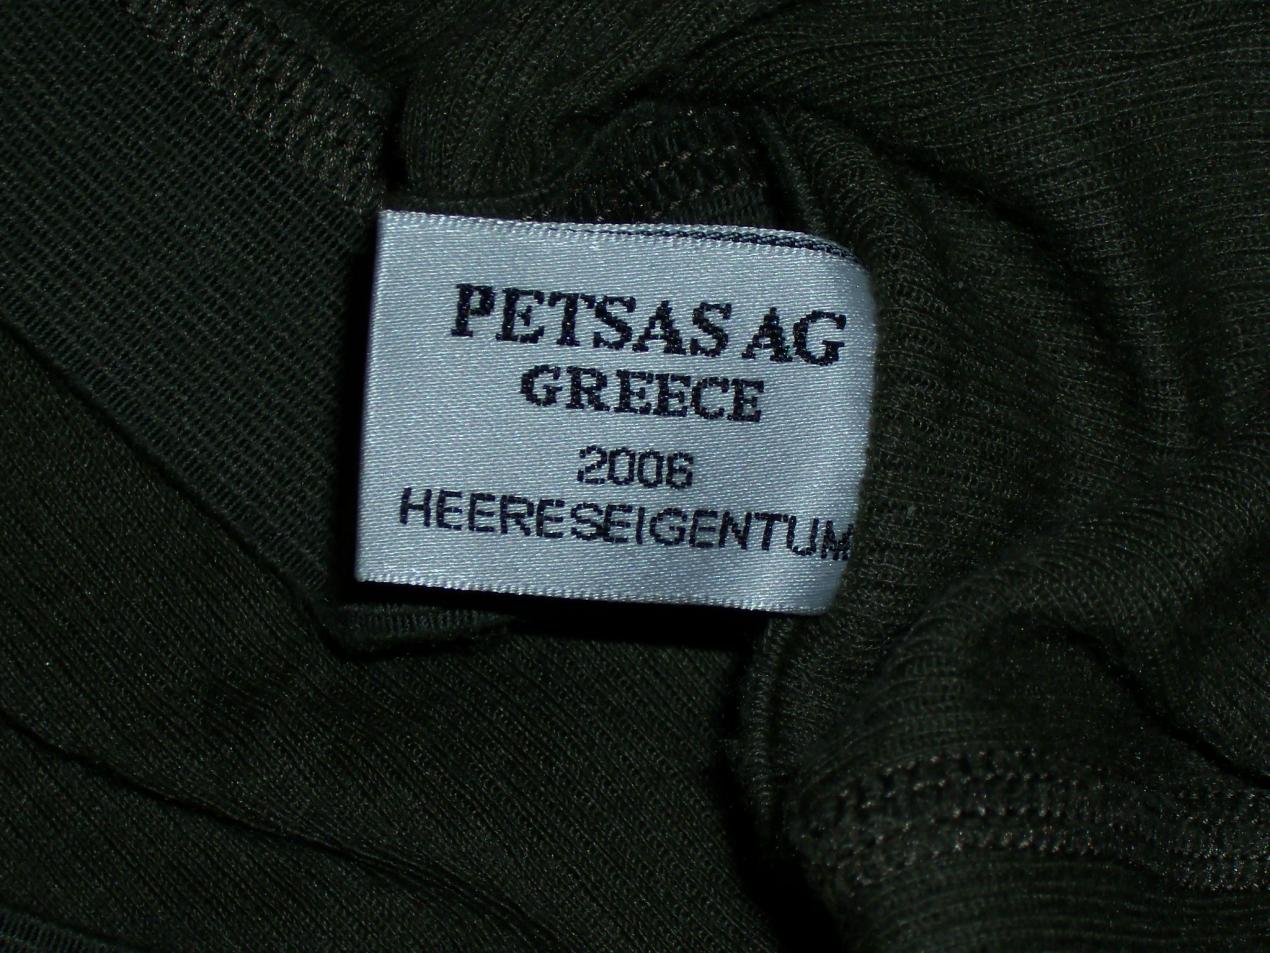 PETSAS AG
GREECE
2006
HEERESEIGENTUM